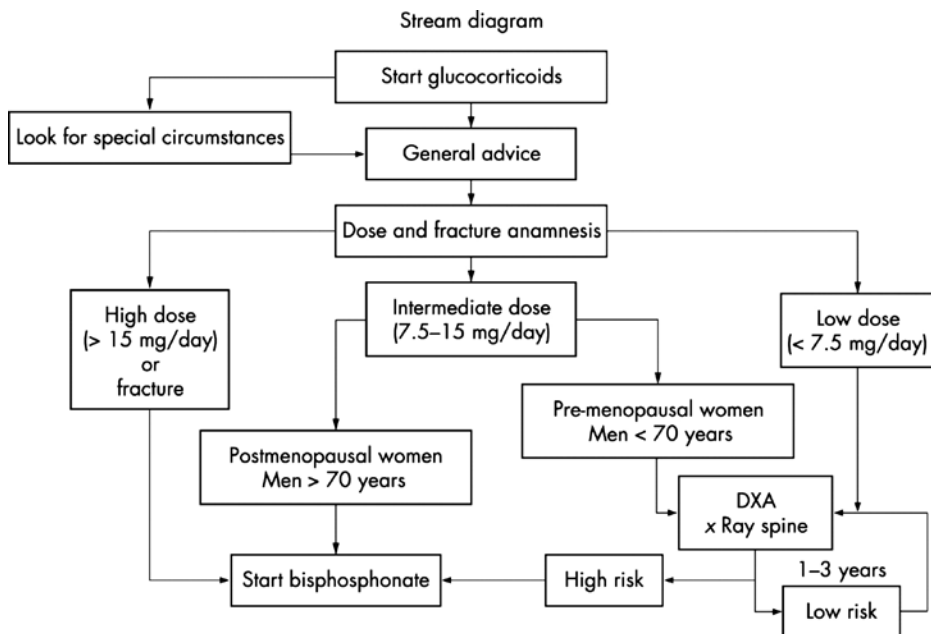 Stream diagram
Start glucocorticoids
Look for special circumstances
General advice
Dose and fracture anamnesis
High dose
(> 15 mg/day)
or
fracture
Intermediate dose
(7.5–15 mg/day)
Low dose
(< 7.5 mg/day)
Pre-menopausal women
Men < 70 years
Postmenopausal women
Men > 70 years
DXA
x Ray spine
Start bisphosphonate
High risk
1–3 years
Low risk